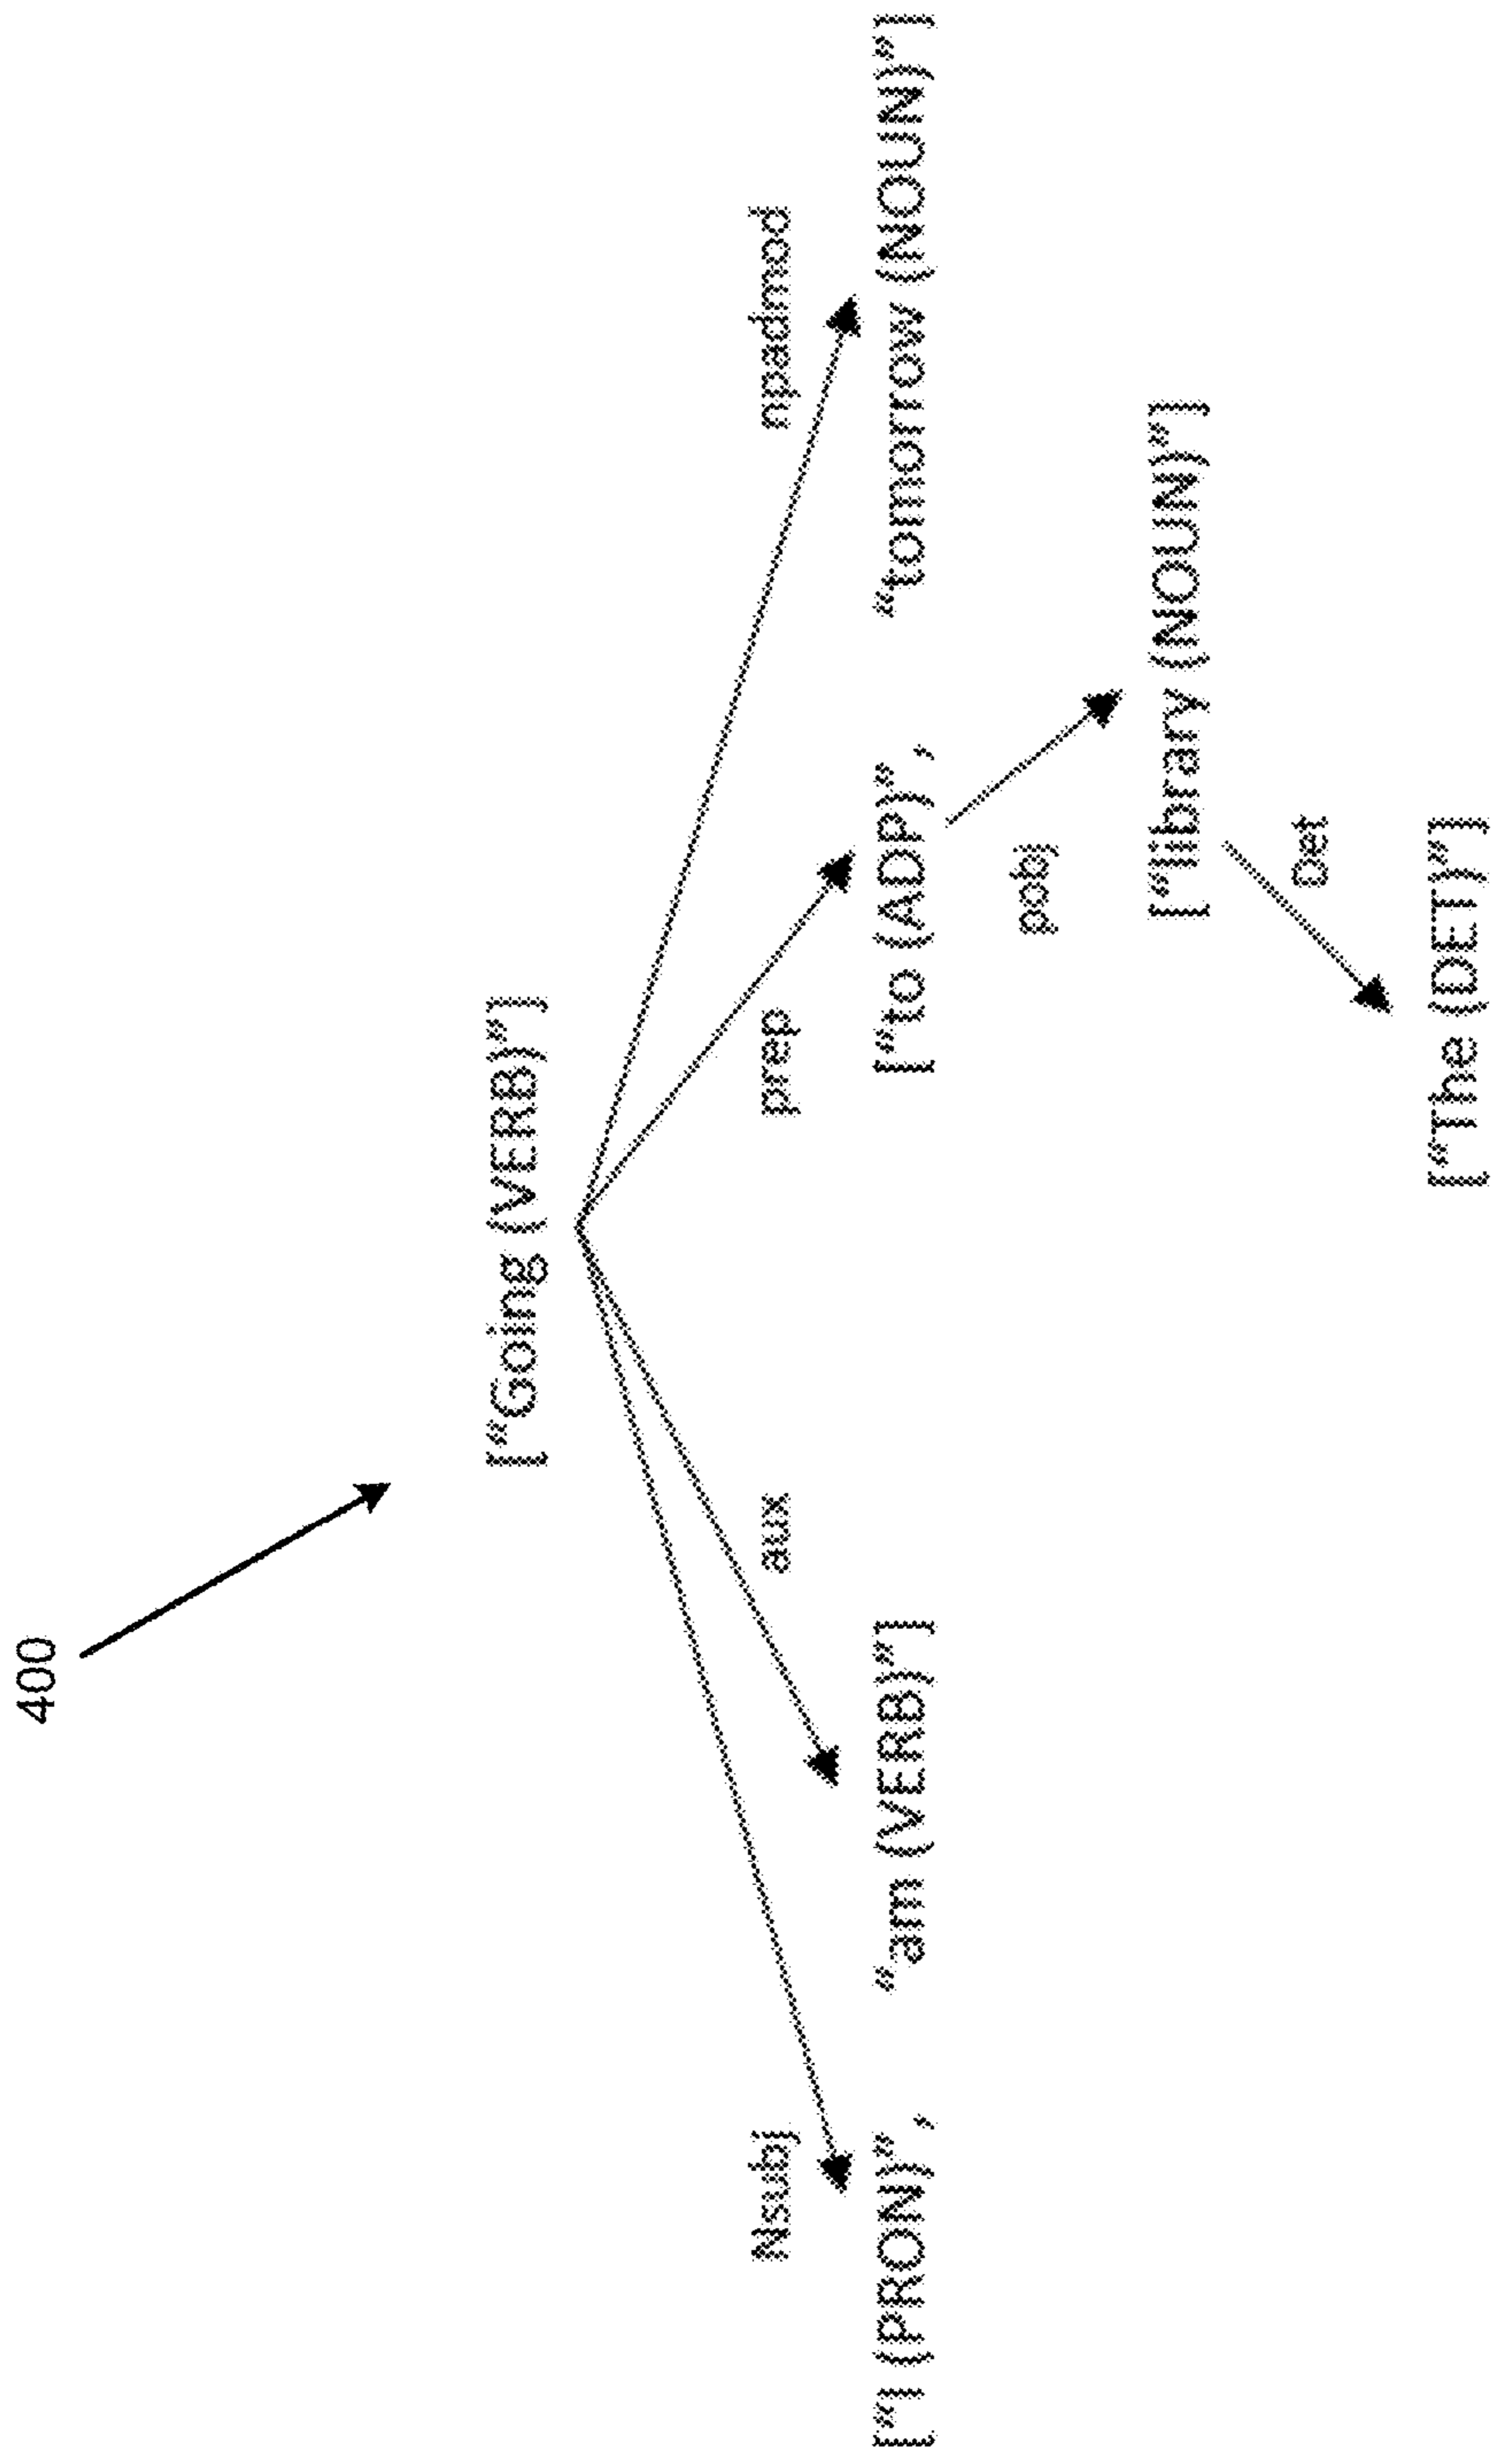 400
["Going (VERB)"]
Nsubj aux prep npadmod
["I (PRON)", "am (VERB)"] ["to (ADP)", "tomorrow (NOUN)"]
pobj
["library (NOUN)"]
Det
["The (DET)"]